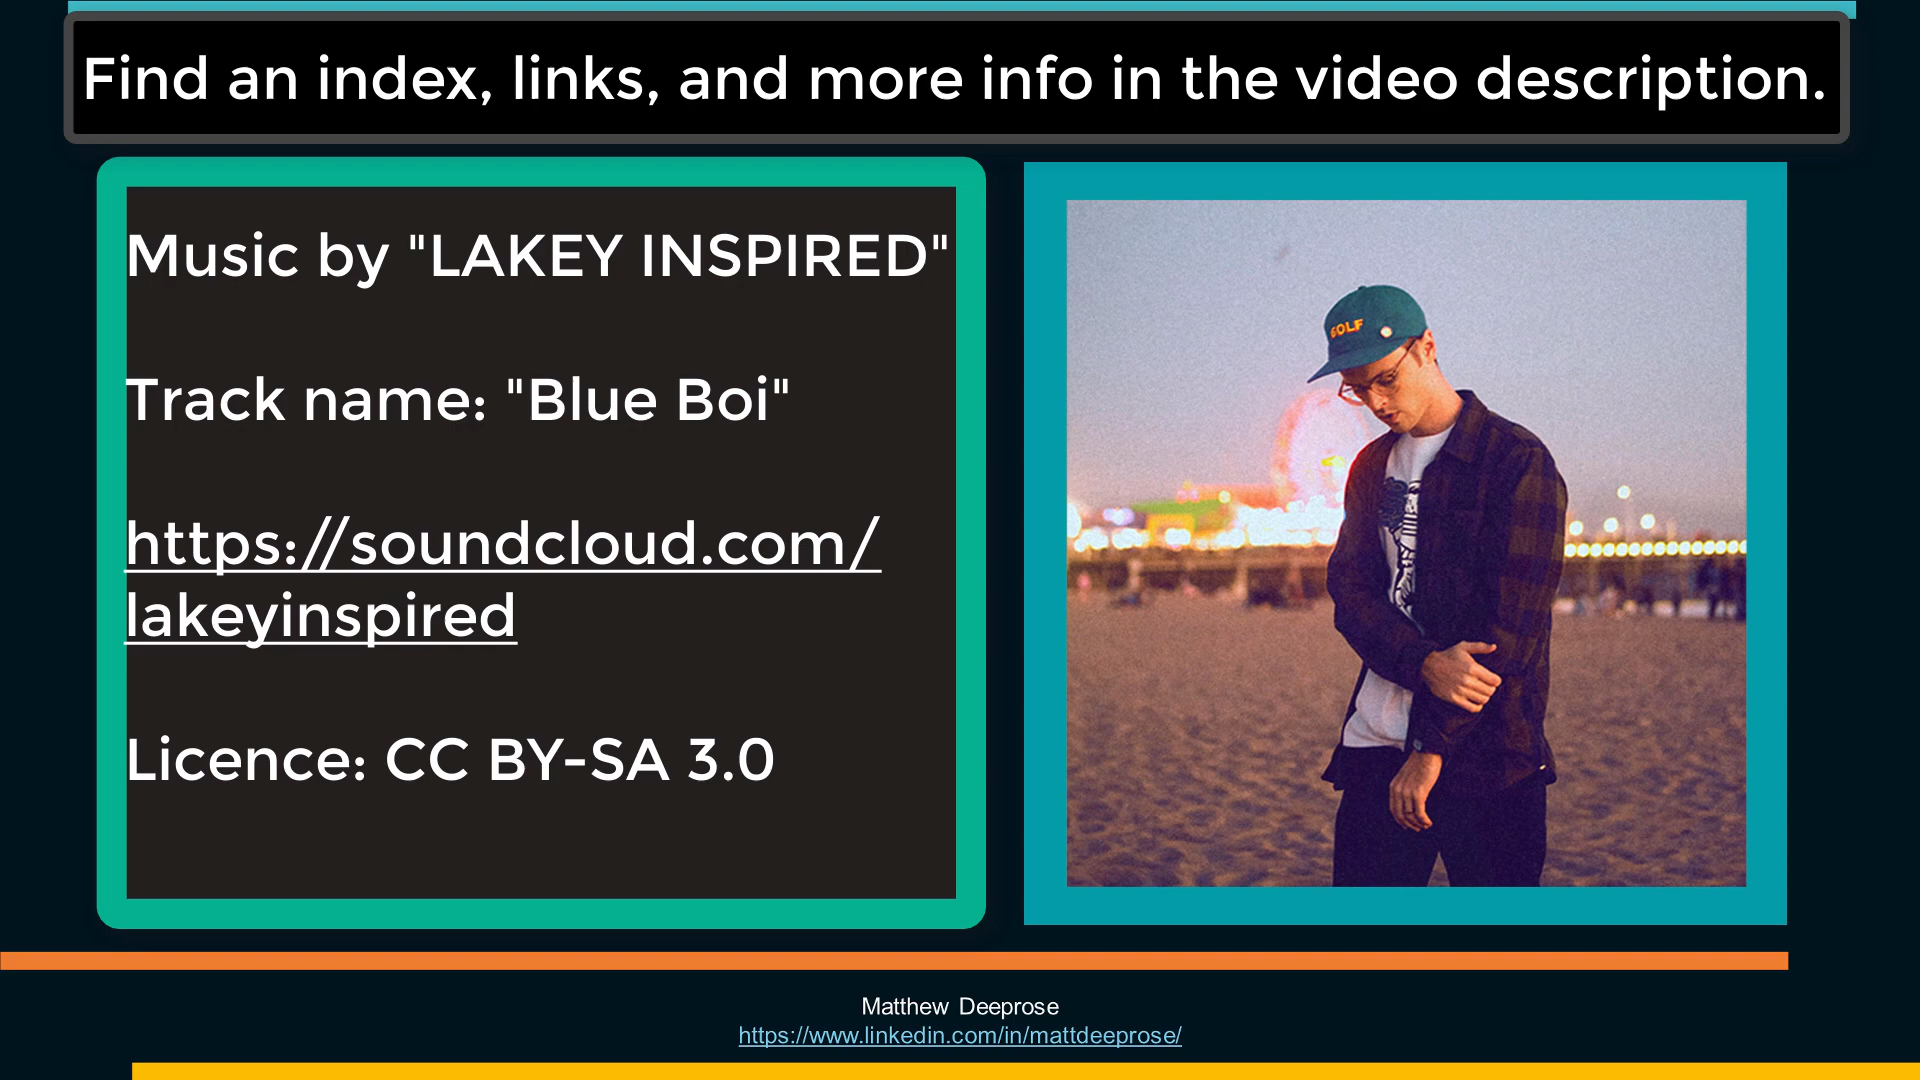 Find an index, links, and more info in the video description.
Music by "LAKEY INSPIRED"
Track name: "Blue Boi"
https://soundcloud.com/
lakeyinspired
Licence: CC BY-SA 3.0
GOLF
Matthew Deeprose
https://www.linkedin.com/in/mattdeeprose/